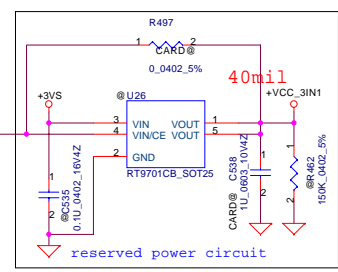 R497
1 2
CARD@
0_0402_5%
40mil
+3VS
@ U26
+VCC_3IN1
3 VIN VOUT 1
4 VIN/CE VOUT 5
2 GND
RT9701CB_SOT25
1
2
@C535
0.1U_0402_16V4Z
CARD@
C538
1U_0603_10V4Z
1
2
@R462
150K_0402_5%
1
2
reserved power circuit